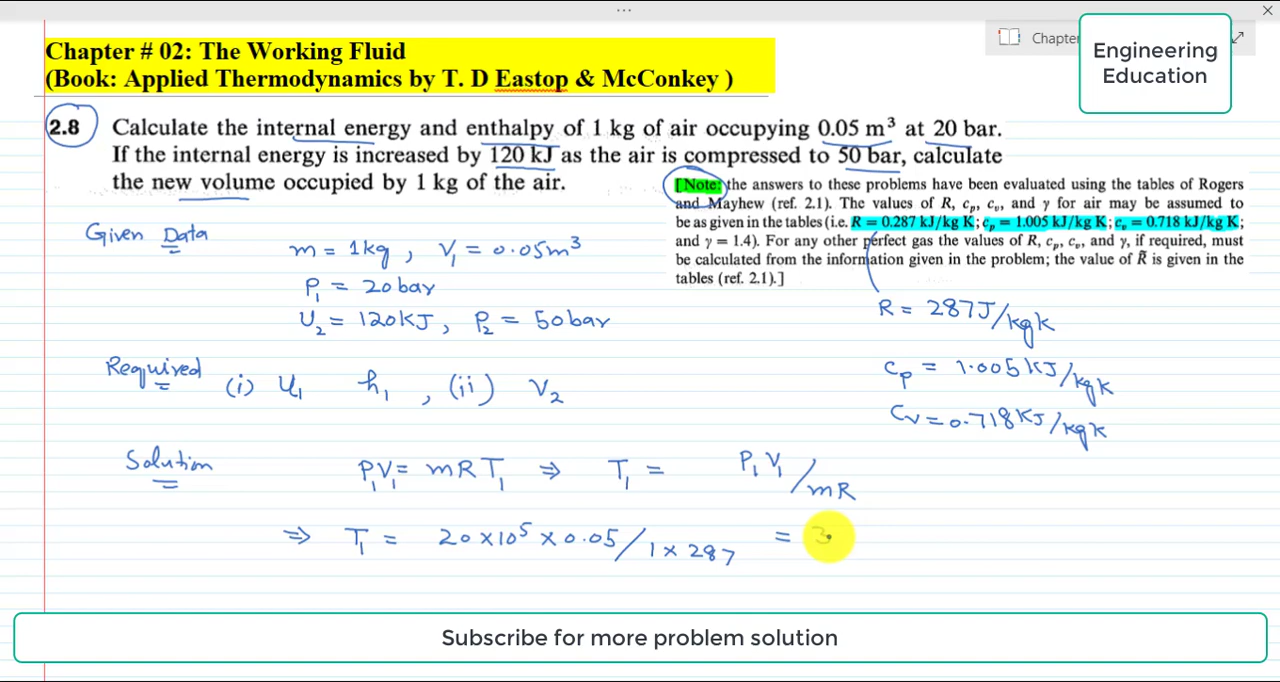 Chapter # 02: The Working Fluid
(Book: Applied Thermodynamics by T. D Eastop & McConkey )
Chapter
Engineering
Education
2.8 Calculate the internal energy and enthalpy of 1 kg of air occupying 0.05 m³ at 20 bar.
If the internal energy is increased by 120 kJ as the air is compressed to 50 bar, calculate
the new volume occupied by 1 kg of the air.
[Note: the answers to these problems have been evaluated using the tables of Rogers
and Mayhew (ref. 2.1). The values of R, cₚ, cᵥ, and γ for air may be assumed to
be as given in the tables (i.e. R = 0.287 kJ/kg K; cₚ = 1.005 kJ/kg K; cᵥ = 0.718 kJ/kg K;
and γ = 1.4). For any other perfect gas the values of R, cₚ, cᵥ, and γ, if required, must
be calculated from the information given in the problem; the value of R̃ is given in the
tables (ref. 2.1).]
Given Data
m = 1kg , V₁ = 0.05m³
P₁ = 20bar
U₂ = 120KJ, P₂ = 50bar
R = 287J/kgK
Cp = 1.005KJ/kgK
Cv = 0.718KJ/kgK
Required (i) U₁ h₁ , (ii) V₂
Solution P₁V₁ = mRT₁ ⇒ T₁ = P₁V₁/mR
⇒ T₁ = 20×10⁵×0.05/1×287 = 3
Subscribe for more problem solution